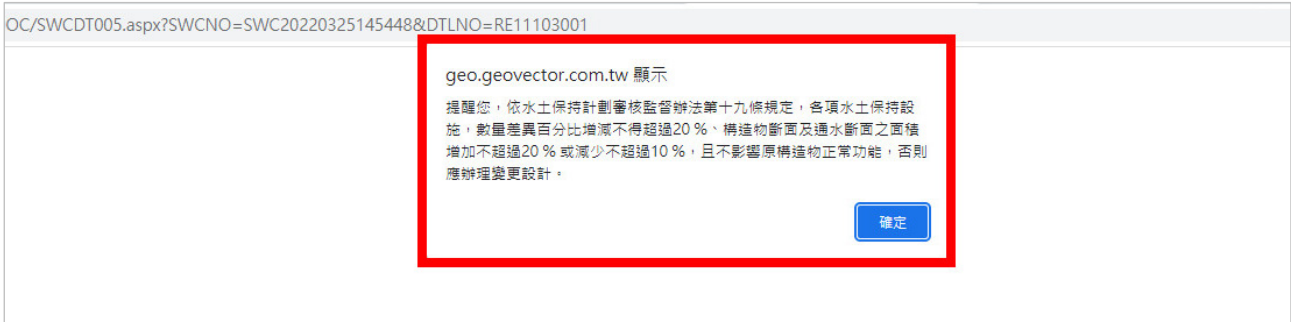 OC/SWCDT005.aspx?SWCNO=SWC20220325145448&DTLNO=RE11103001
geo.geovector.com.tw 顯示
提醒您，依水土保持計劃審核監督辦法第十九條規定，各項水土保持設
施，數量差異百分比增減不得超過20 %、構造物斷面及通水斷面之面積
增加不超過20 % 或減少不超過10 %，且不影響原構造物正常功能，否則
應辦理變更設計。
確定